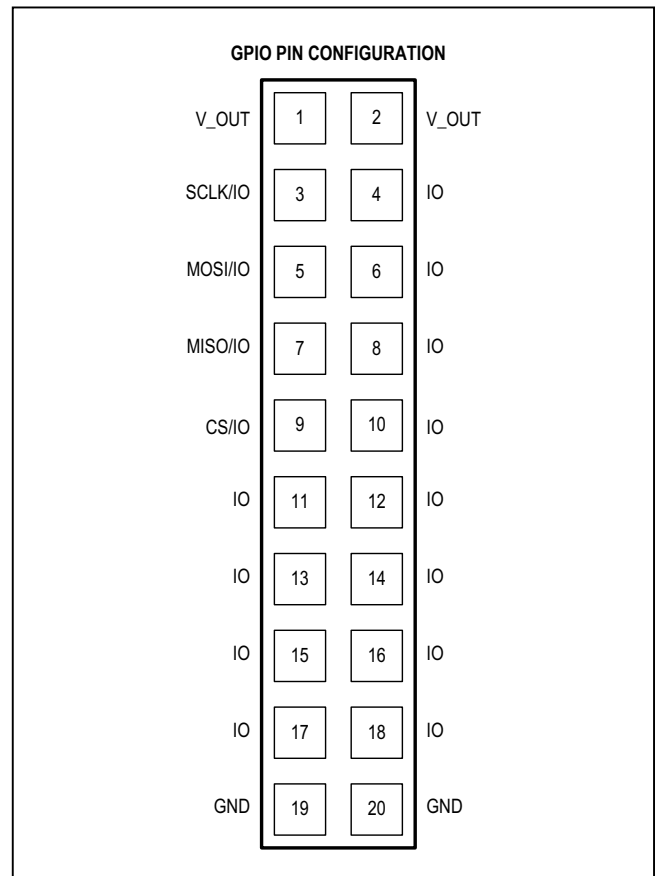 GPIO PIN CONFIGURATION
V_OUT 1 2 V_OUT
SCLK/IO 3 4 IO
MOSI/IO 5 6 IO
MISO/IO 7 8 IO
CS/IO 9 10 IO
IO 11 12 IO
IO 13 14 IO
IO 15 16 IO
IO 17 18 IO
GND 19 20 GND